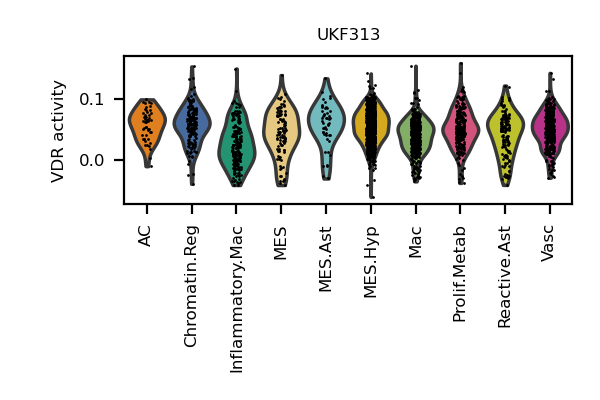 UKF313
VDR activity
0.1
0.0
AC
Chromatin.Reg
Inflammatory.Mac
MES
MES.Ast
MES.Hyp
Mac
Prolif.Metab
Reactive.Ast
Vasc